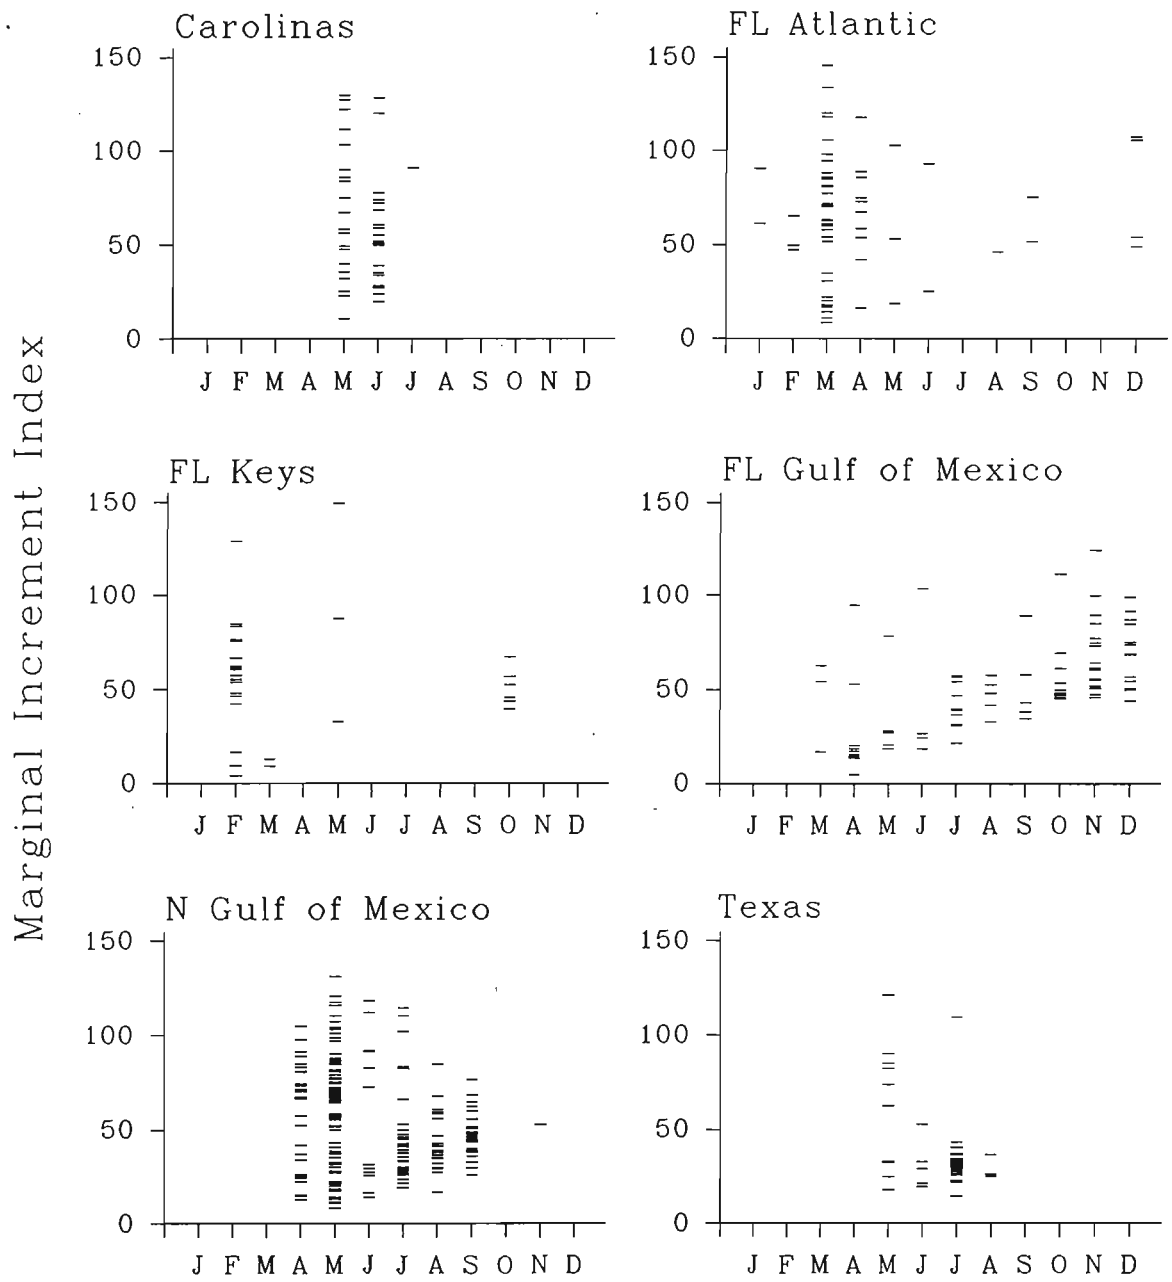 Marginal Increment Index
Carolinas
150
100
50
0
J F M A M J J A S O N D
FL Atlantic
150
100
50
0
J F M A M J J A S O N D
FL Keys
150
100
50
0
J F M A M J J A S O N D
FL Gulf of Mexico
150
100
50
0
J F M A M J J A S O N D
N Gulf of Mexico
150
100
50
0
J F M A M J J A S O N D
Texas
150
100
50
0
J F M A M J J A S O N D